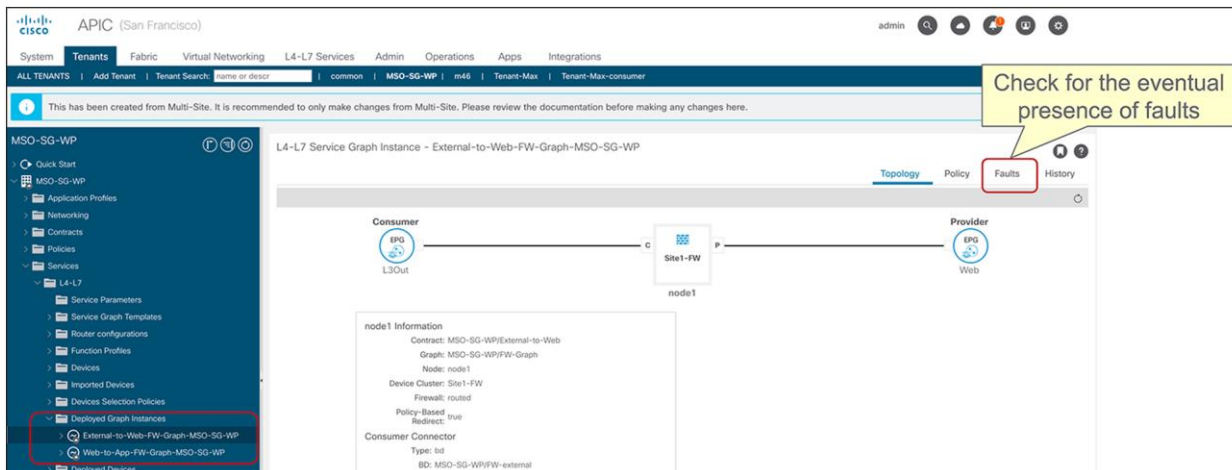 cisco
APIC (San Francisco)
admin
System Tenants Fabric Virtual Networking L4-L7 Services Admin Operations Apps Integrations
ALL TENANTS | Add Tenant | Tenant Search: name or descr | common | MSO-SG-WP | m46 | Tenant-Max | Tenant-Max-consumer
Check for the eventual
presence of faults
This has been created from Multi-Site. It is recommended to only make changes from Multi-Site. Please review the documentation before making any changes here.
MSO-SG-WP
Quick Start
MSO-SG-WP
Application Profiles
Networking
Contracts
Policies
Services
L4-L7
Service Parameters
Service Graph Templates
Router configurations
Function Profiles
Devices
Imported Devices
Devices Selection Policies
Deployed Graph Instances
External-to-Web-FW-Graph-MSO-SG-WP
Web-to-App-FW-Graph-MSO-SG-WP
Deployed Devices
L4-L7 Service Graph Instance - External-to-Web-FW-Graph-MSO-SG-WP
Topology Policy Faults History
Consumer
EPG
L3Out
C
Site1-FW
P
node1
Provider
EPG
Web
node1 Information
Contract: MSO-SG-WP/External-to-Web
Graph: MSO-SG-WP/FW-Graph
Node: node1
Device Cluster: Site1-FW
Firewall: routed
Policy-Based
Redirect: true
Consumer Connector
Type: bd
BD: MSO-SG-WP/FW-external